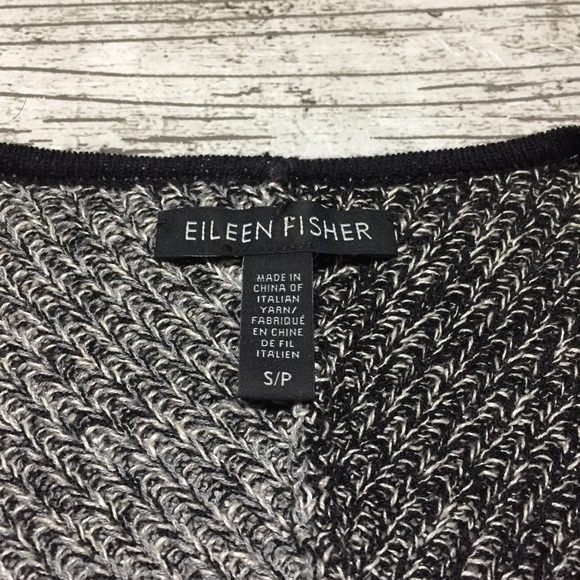 EILEEN FISHER
MADE IN
CHINA OF
ITALIAN
YARN/
FABRIQUÉ
EN CHINE
DE FIL
ITALIEN
S/P